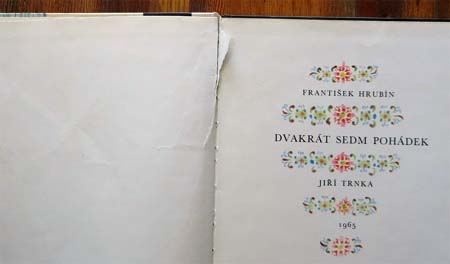 FRANTIŠEK HRUBÍN
DVAKRÁT SEDM POHÁDEK
JIŘÍ TRNKA
1965